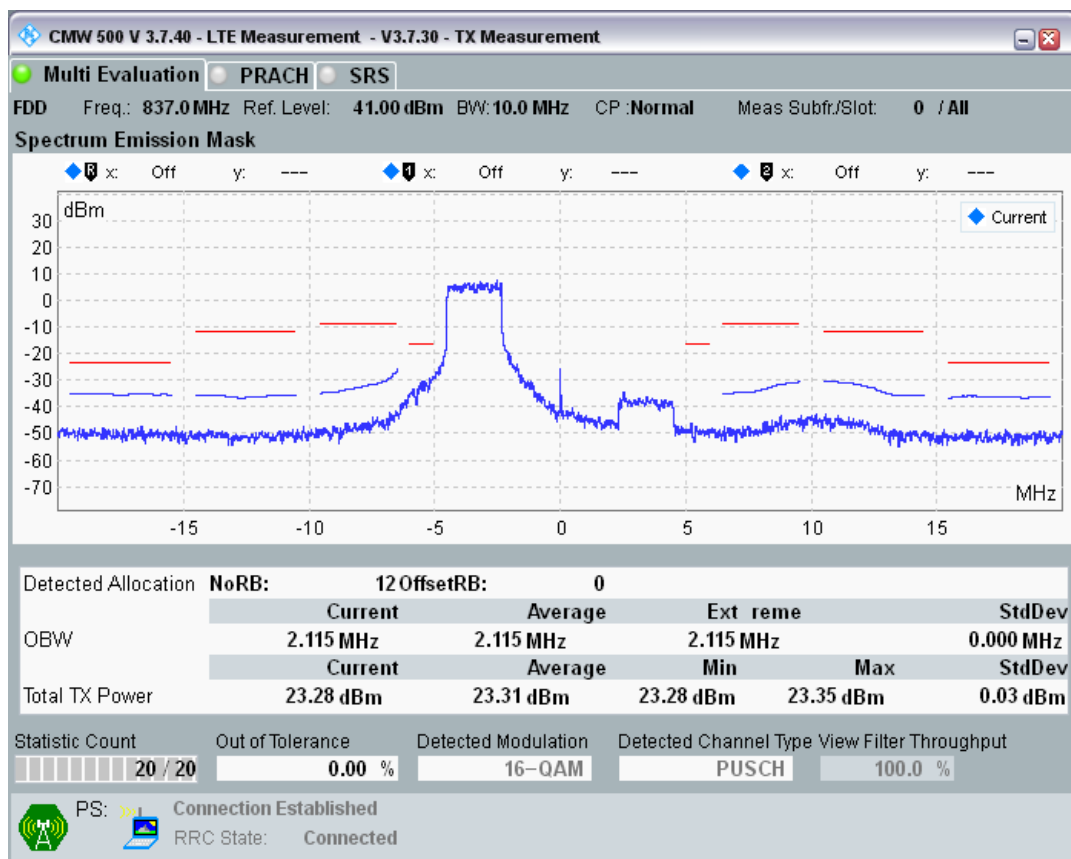 CMW 500 V 3.7.40 - LTE Measurement - V3.7.30 - TX Measurement
Multi Evaluation PRACH SRS
FDD Freq.: 837.0 MHz Ref. Level: 41.00 dBm BW: 10.0 MHz CP :Normal Meas Subfr./Slot: 0 / All
Spectrum Emission Mask
R x: Off y: --- 1 x: Off y: --- 2 x: Off y: ---
dBm
Current
30
20
10
0
-10
-20
-30
-40
-50
-60
-70
MHz
-15 -10 -5 0 5 10 15
Detected Allocation NoRB: 12 OffsetRB: 0
Current Average Ext reme StdDev
OBW 2.115 MHz 2.115 MHz 2.115 MHz 0.000 MHz
Current Average Min Max StdDev
Total TX Power 23.28 dBm 23.31 dBm 23.28 dBm 23.35 dBm 0.03 dBm
Statistic Count Out of Tolerance Detected Modulation Detected Channel Type View Filter Throughput
20 / 20 0.00 % 16-QAM PUSCH 100.0 %
PS: Connection Established
RRC State: Connected